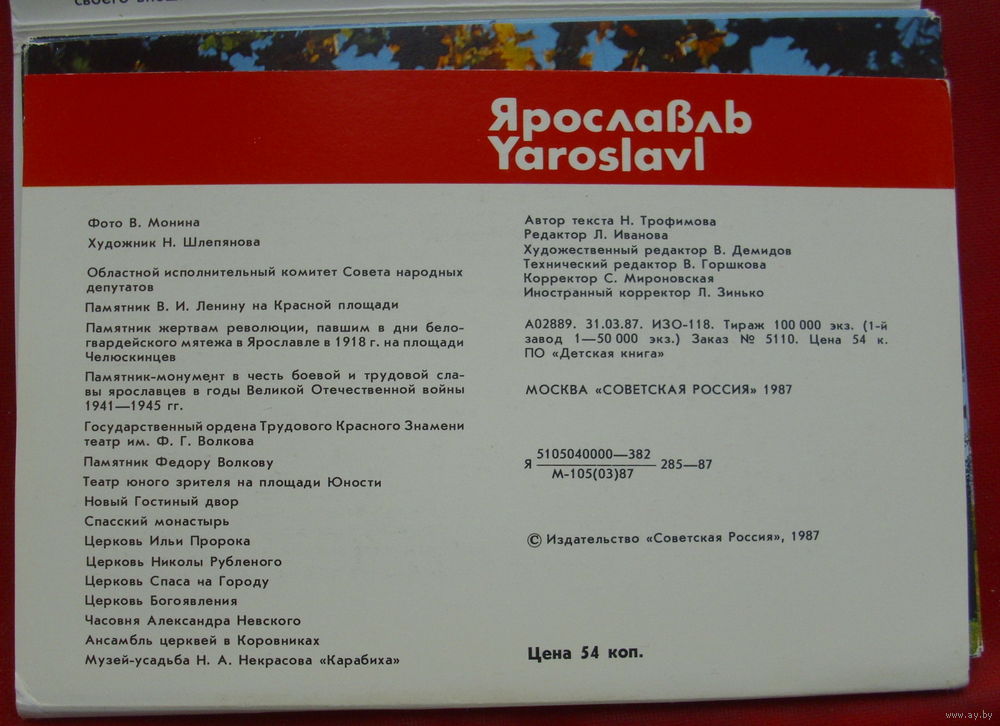 Ярославль
Yaroslavl
Фото В. Монина
Художник Н. Шлепянова
Областной исполнительный комитет Совета народных
депутатов
Памятник В. И. Ленину на Красной площади
Памятник жертвам революции, павшим в дни бело-
гвардейского мятежа в Ярославле в 1918 г. на площади
Челюскинцев
Памятник-монумент в честь боевой и трудовой сла-
вы ярославцев в годы Великой Отечественной войны
1941—1945 гг.
Государственный ордена Трудового Красного Знамени
театр им. Ф. Г. Волкова
Памятник Федору Волкову
Театр юного зрителя на площади Юности
Новый Гостиный двор
Спасский монастырь
Церковь Ильи Пророка
Церковь Николы Рубленого
Церковь Спаса на Городу
Церковь Богоявления
Часовня Александра Невского
Ансамбль церквей в Коровниках
Музей-усадьба Н. А. Некрасова «Карабиха»
Автор текста Н. Трофимова
Редактор Л. Иванова
Художественный редактор В. Демидов
Технический редактор В. Горшкова
Корректор С. Мироновская
Иностранный корректор Л. Зинько
А02889. 31.03.87. ИЗО-118. Тираж 100 000 экз. (1-й
завод 1—50 000 экз.) Заказ № 5110. Цена 54 к.
ПО «Детская книга»
МОСКВА «СОВЕТСКАЯ РОССИЯ» 1987
Я 5105040000—382 285—87
М-105(03)87
© Издательство «Советская Россия», 1987
Цена 54 коп.
www.ay.by